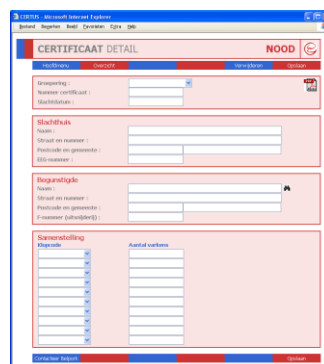 CERTUS - Microsoft Internet Explorer
Bestand Bewerken Beeld Favorieten Extra Help
CERTIFICAAT DETAIL NOOD
Hoofdmenu Overzicht Verwijderen Opslaan
Groepering :
Nummer certificaat :
Slachtdatum :
Slachthuis
Naam :
Straat en nummer :
Postcode en gemeente :
EEG-nummer :
Begunstigde
Naam :
Straat en nummer :
Postcode en gemeente :
F-nummer (uitsnijderij) :
Samenstelling
Klopcode Aantal varkens
Contacteer Belpork Opslaan